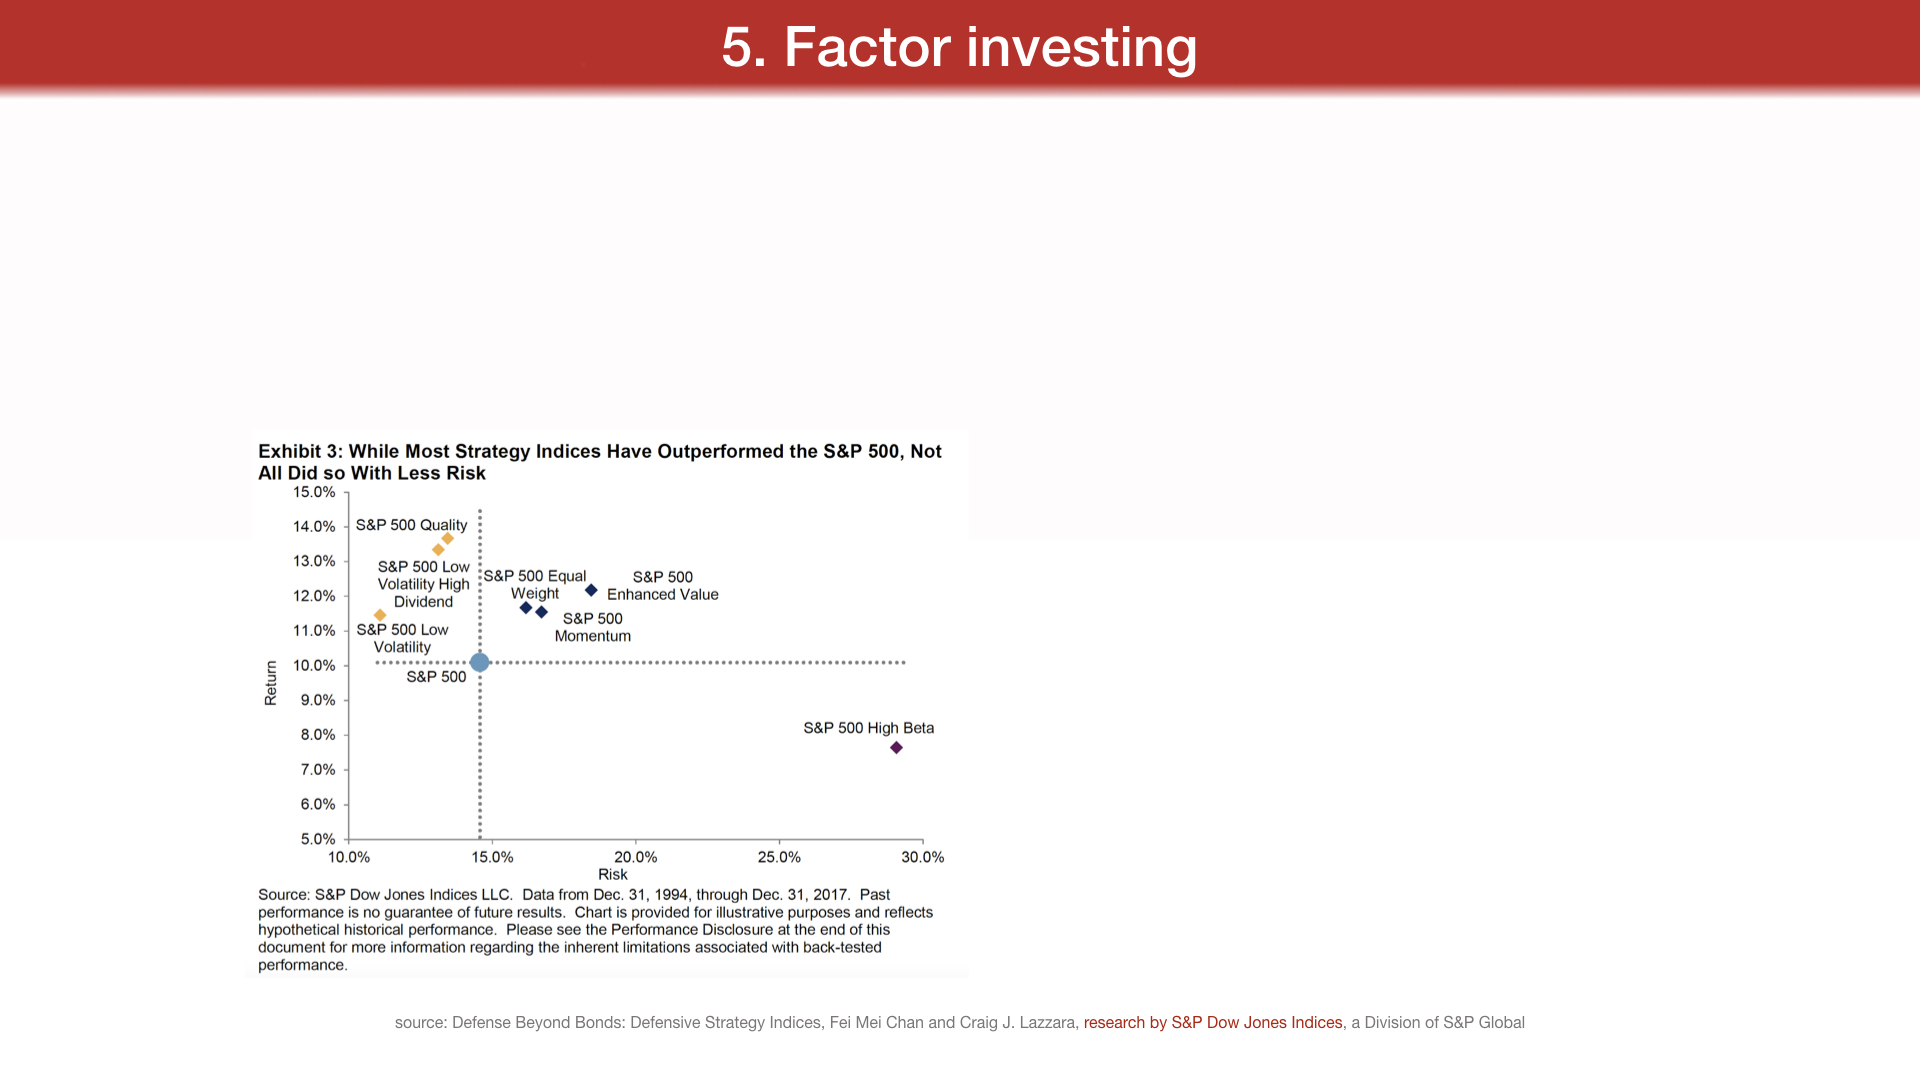 5. Factor investing
Exhibit 3: While Most Strategy Indices Have Outperformed the S&P 500, Not
All Did so With Less Risk
15.0%
14.0%
13.0%
12.0%
11.0%
10.0%
9.0%
8.0%
7.0%
6.0%
5.0%
Return
S&P 500 Quality
S&P 500 Low
Volatility High
Dividend
S&P 500 Low
Volatility
S&P 500
S&P 500 Equal
Weight
S&P 500
Enhanced Value
S&P 500
Momentum
S&P 500 High Beta
10.0%
15.0%
20.0%
25.0%
30.0%
Risk
Source: S&P Dow Jones Indices LLC. Data from Dec. 31, 1994, through Dec. 31, 2017. Past
performance is no guarantee of future results. Chart is provided for illustrative purposes and reflects
hypothetical historical performance. Please see the Performance Disclosure at the end of this
document for more information regarding the inherent limitations associated with back-tested
performance.
source: Defense Beyond Bonds: Defensive Strategy Indices, Fei Mei Chan and Craig J. Lazzara, research by S&P Dow Jones Indices, a Division of S&P Global